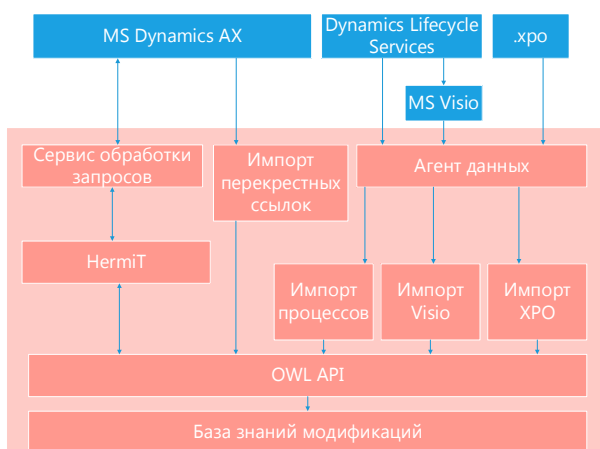 MS Dynamics AX
Dynamics Lifecycle
Services
.xpo
MS Visio
Сервис обработки
запросов
Импорт
перекрестных
ссылок
Агент данных
HermiT
Импорт
процессов
Импорт
Visio
Импорт
XPO
OWL API
База знаний модификаций